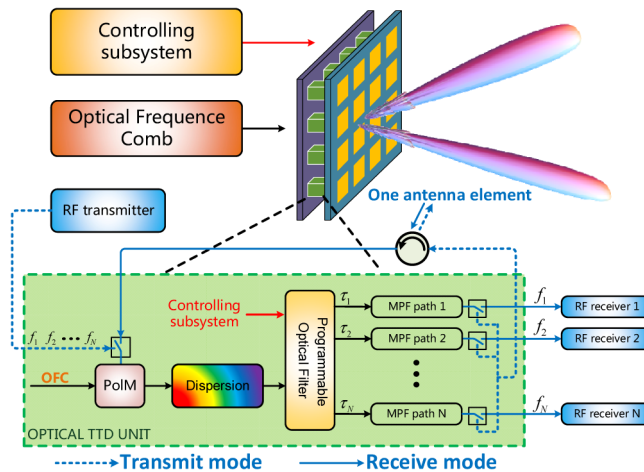 Controlling
subsystem
Optical Frequence
Comb
RF transmitter
One antenna element
Controlling
subsystem
f1 f2 ••• fN
OFC
PolM
Dispersion
Programmable
Optical Filter
τ1
MPF path 1
f1
RF receiver 1
τ2
MPF path 2
f2
RF receiver 2
τN
MPF path N
fN
RF receiver N
OPTICAL TTD UNIT
Transmit mode
Receive mode